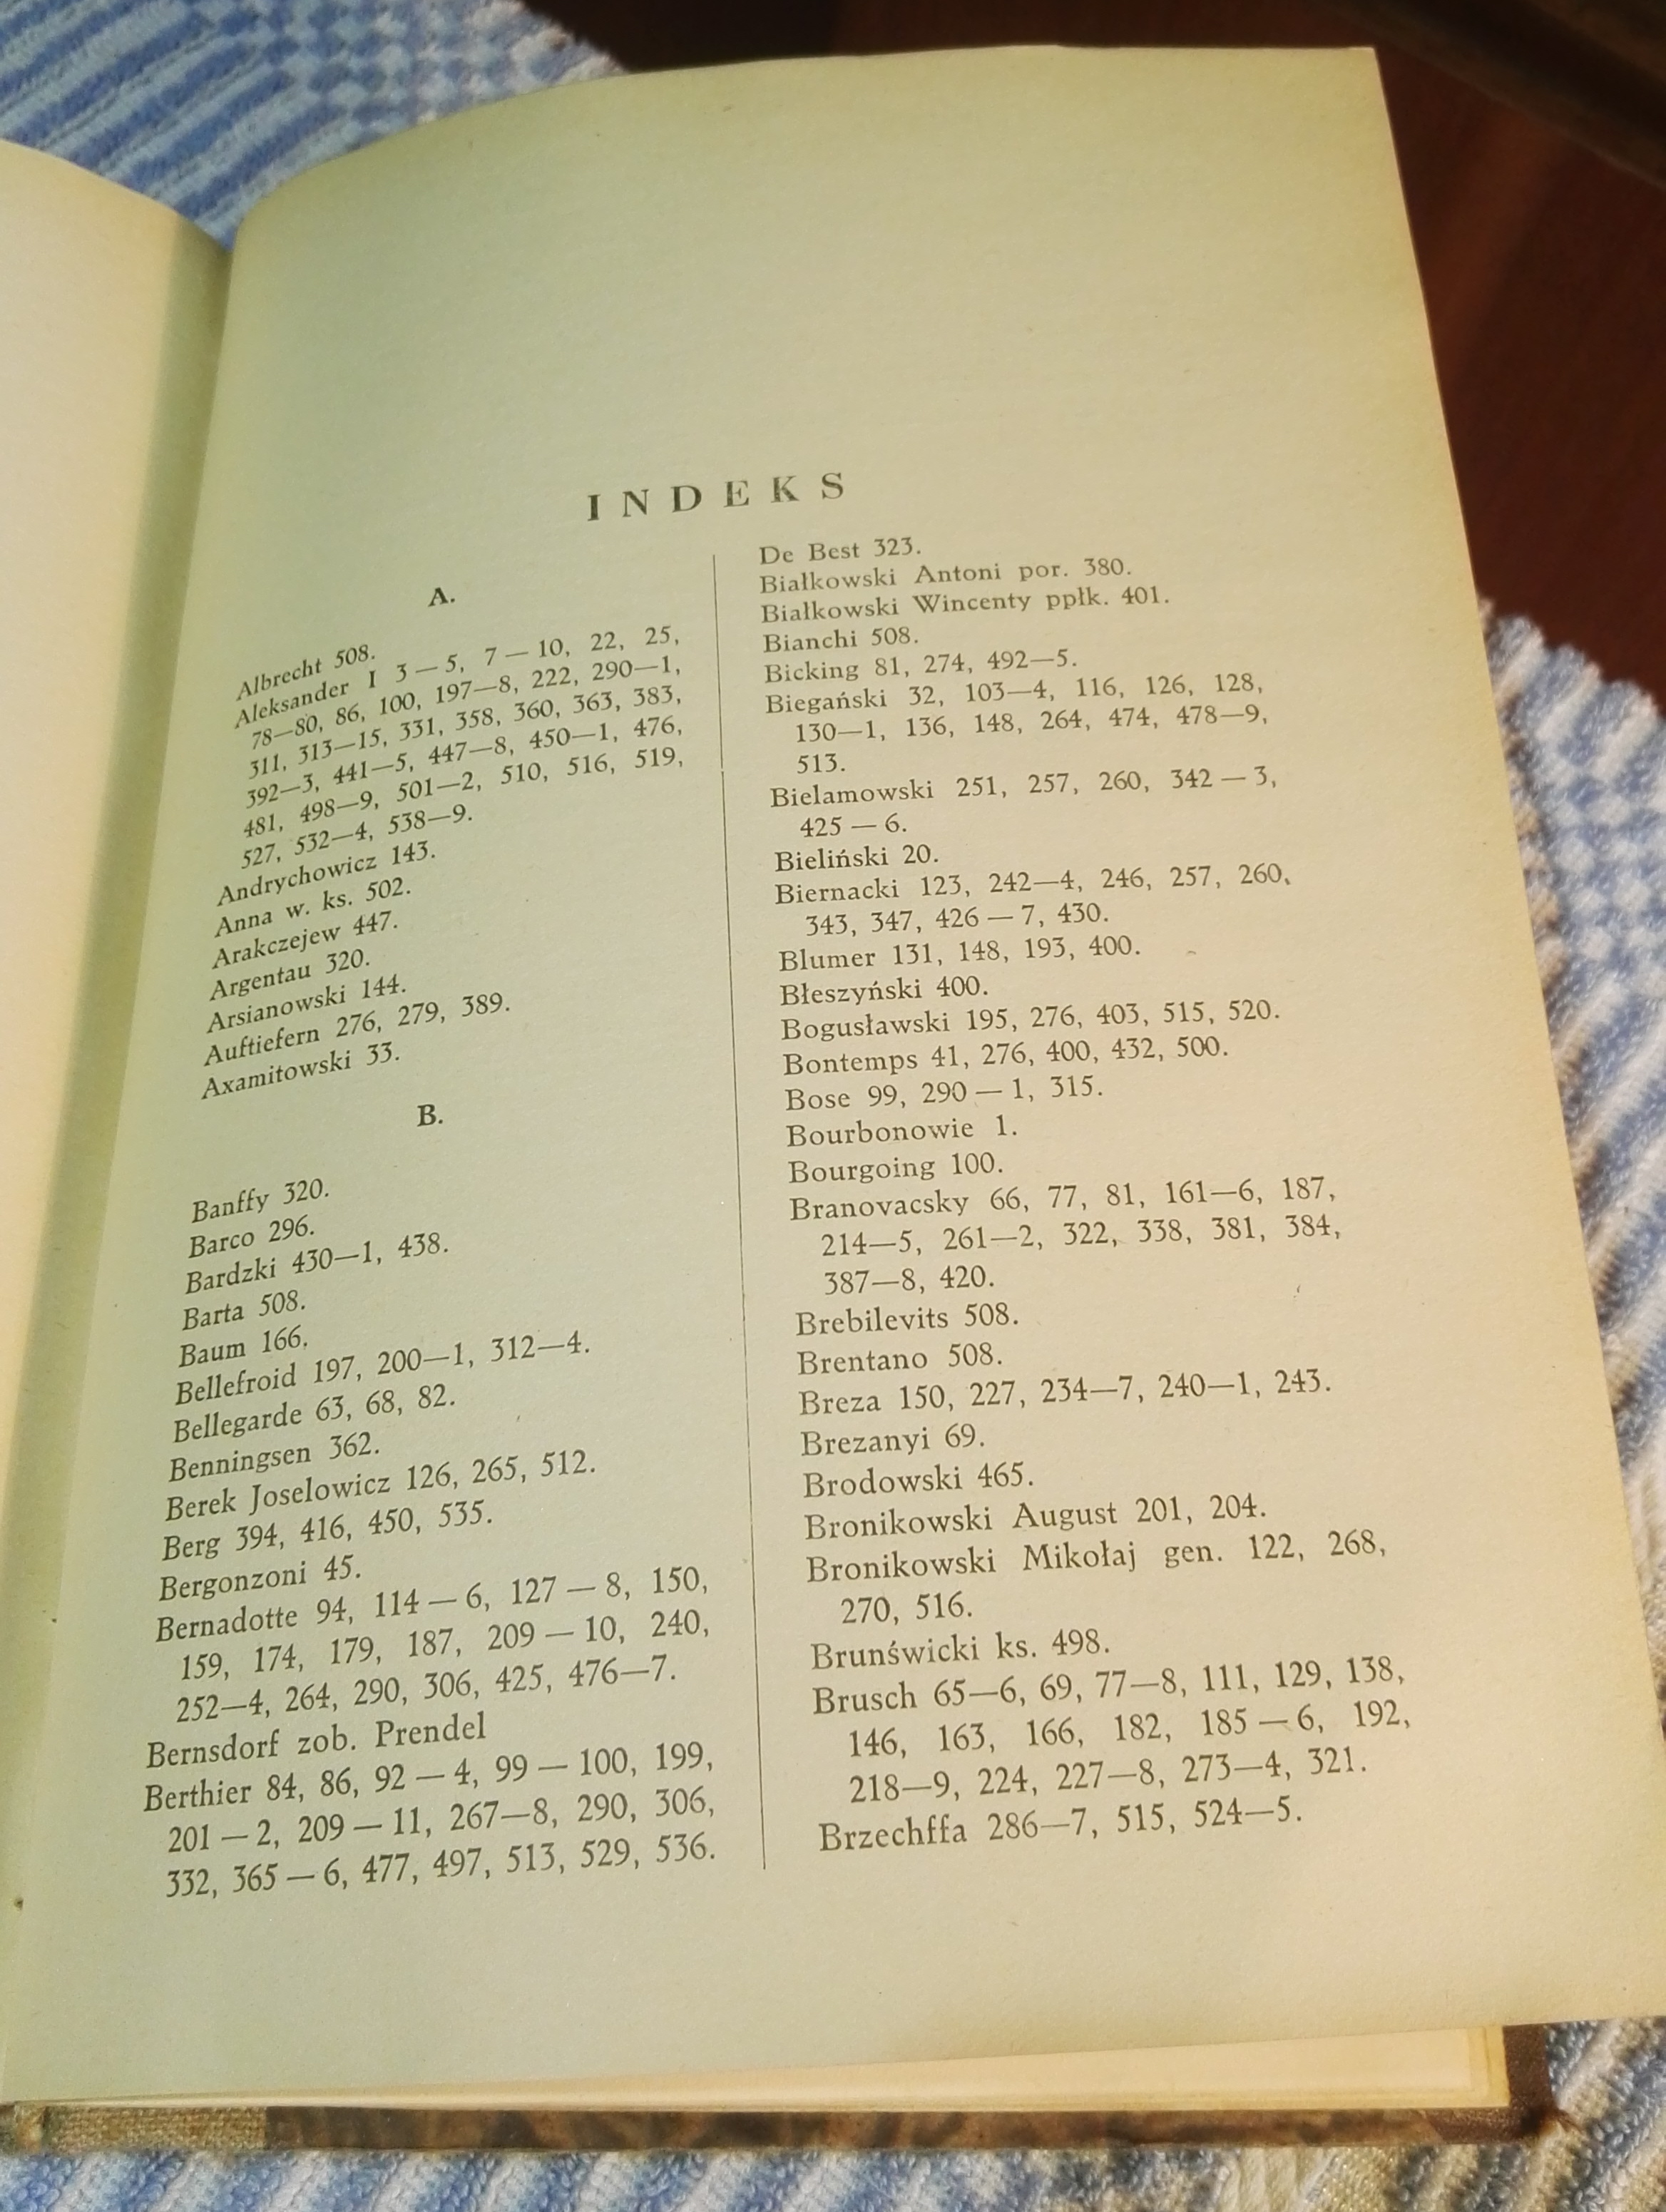 INDEKS
A.
Albrecht 508.
Aleksander I 3 — 5, 7 — 10, 22, 25,
78—80, 86, 100, 197—8, 222, 290—1,
311, 313—15, 331, 358, 360, 363, 383,
392—3, 441—5, 447—8, 450—1, 476,
481, 498—9, 501—2, 510, 516, 519,
527, 532—4, 538—9.
Andrychowicz 143.
Anna w. ks. 502.
Arakczejew 447.
Argentau 320.
Arsianowski 144.
Auftiefern 276, 279, 389.
Axamitowski 33.
B.
Banffy 320.
Barco 296.
Bardzki 430—1, 438.
Barta 508.
Baum 166.
Bellefroid 197, 200—1, 312—4.
Bellegarde 63, 68, 82.
Benningsen 362.
Berek Joselowicz 126, 265, 512.
Berg 394, 416, 450, 535.
Bergonzoni 45.
Bernadotte 94, 114 — 6, 127 — 8, 150,
159, 174, 179, 187, 209 — 10, 240,
252—4, 264, 290, 306, 425, 476—7.
Bernsdorf zob. Prendel
Berthier 84, 86, 92 — 4, 99 — 100, 199,
201 — 2, 209 — 11, 267—8, 290, 306,
332, 365 — 6, 477, 497, 513, 529, 536.
De Best 323.
Białkowski Antoni por. 380.
Białkowski Wincenty ppłk. 401.
Bianchi 508.
Bicking 81, 274, 492—5.
Biegański 32, 103—4, 116, 126, 128,
130—1, 136, 148, 264, 474, 478—9,
513.
Bielamowski 251, 257, 260, 342 — 3,
425 — 6.
Bieliński 20.
Biernacki 123, 242—4, 246, 257, 260,
343, 347, 426 — 7, 430.
Blumer 131, 148, 193, 400.
Błeszyński 400.
Bogusławski 195, 276, 403, 515, 520.
Bontemps 41, 276, 400, 432, 500.
Bose 99, 290 — 1, 315.
Bourbonowie 1.
Bourgoing 100.
Branovacsky 66, 77, 81, 161—6, 187,
214—5, 261—2, 322, 338, 381, 384,
387—8, 420.
Brebilevits 508.
Brentano 508.
Breza 150, 227, 234—7, 240—1, 243.
Brezanyi 69.
Brodowski 465.
Bronikowski August 201, 204.
Bronikowski Mikołaj gen. 122, 268,
270, 516.
Brunświcki ks. 498.
Brusch 65—6, 69, 77—8, 111, 129, 138,
146, 163, 166, 182, 185 — 6, 192,
218—9, 224, 227—8, 273—4, 321.
Brzechffa 286—7, 515, 524—5.